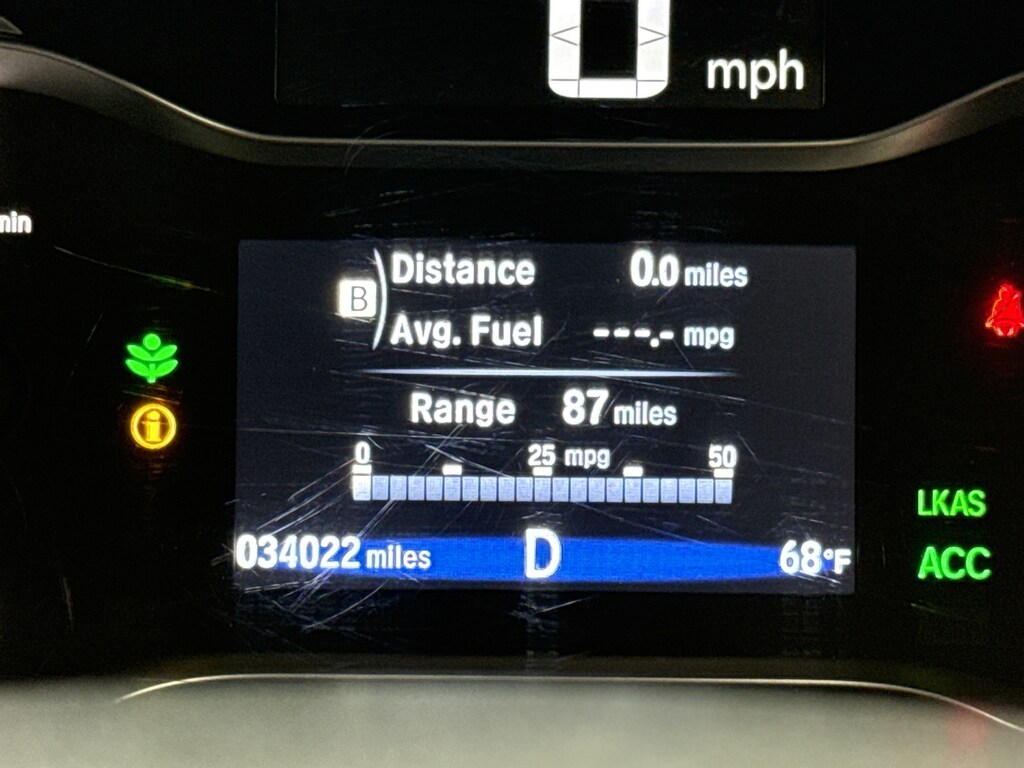 0
mph
min
B
Distance 0.0 miles
Avg. Fuel ---.- mpg
Range 87 miles
0 25 mpg 50
034022 miles D 68°F
LKAS
ACC